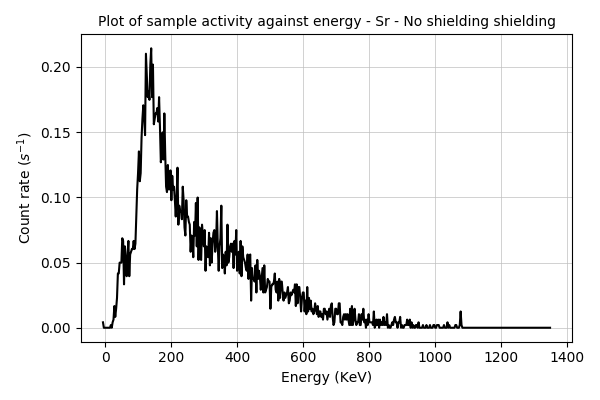 Plot of sample activity against energy - Sr - No shielding shielding
Count rate (s⁻¹)
0.20
0.15
0.10
0.05
0.00
0 200 400 600 800 1000 1200 1400
Energy (KeV)